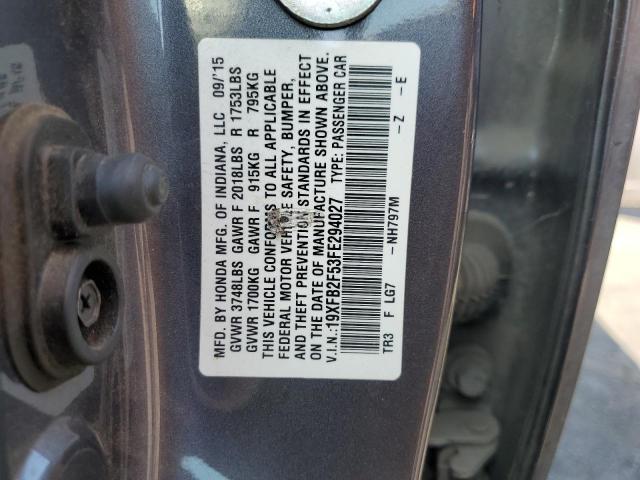 MFD. BY HONDA MFG. OF INDIANA, LLC 09/'15
GVWR 3748LBS GAWR F 2018LBS R 1753LBS
GVWR 1700KG GAWR F 915KG R 795KG
THIS VEHICLE CONFORMS TO ALL APPLICABLE
FEDERAL MOTOR VEHICLE SAFETY, BUMPER,
AND THEFT PREVENTION STANDARDS IN EFFECT
ON THE DATE OF MANUFACTURE SHOWN ABOVE.
V.I.N.:19XFB2F53FE294027 TYPE: PASSENGER CAR
TR3 F LG7 -NH797M -Z -E